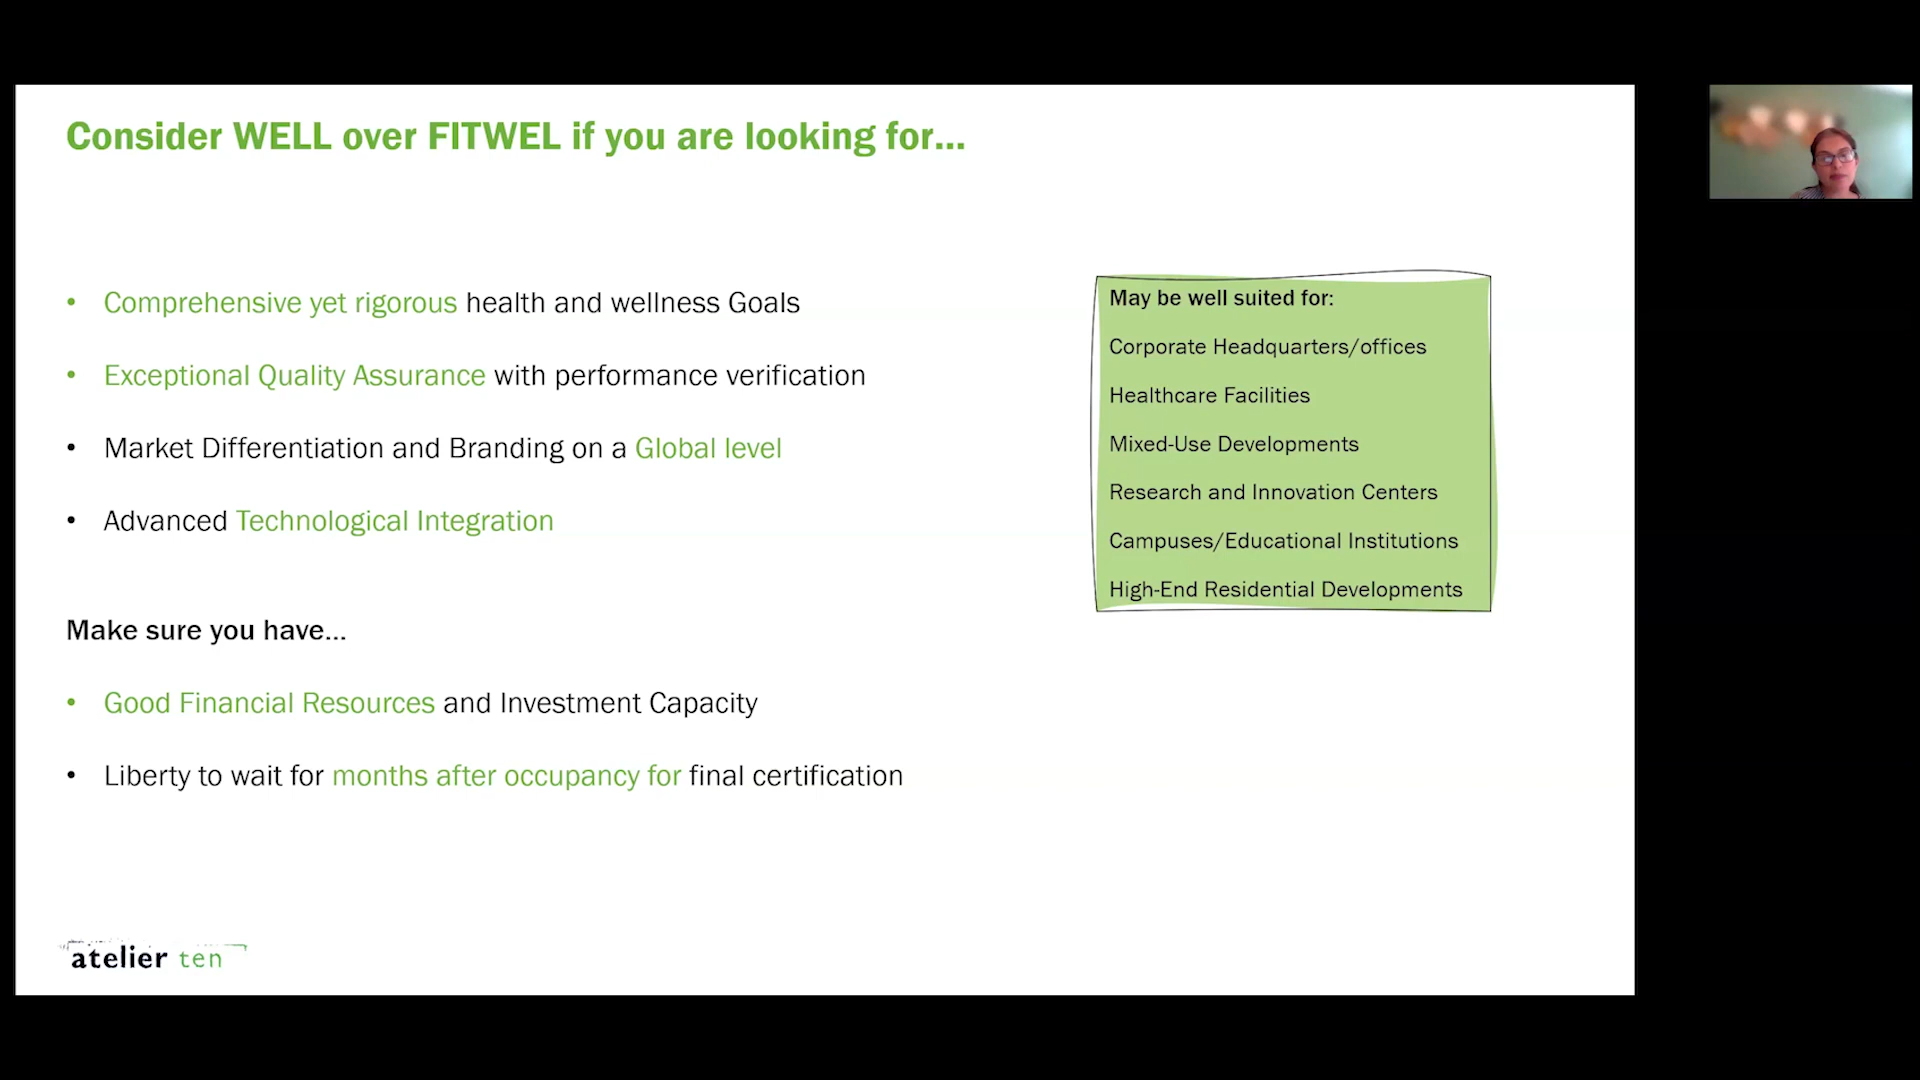 Consider WELL over FITWEL if you are looking for...
• Comprehensive yet rigorous health and wellness Goals
• Exceptional Quality Assurance with performance verification
• Market Differentiation and Branding on a Global level
• Advanced Technological Integration
Make sure you have...
• Good Financial Resources and Investment Capacity
• Liberty to wait for months after occupancy for final certification
May be well suited for:
Corporate Headquarters/offices
Healthcare Facilities
Mixed-Use Developments
Research and Innovation Centers
Campuses/Educational Institutions
High-End Residential Developments
atelier ten